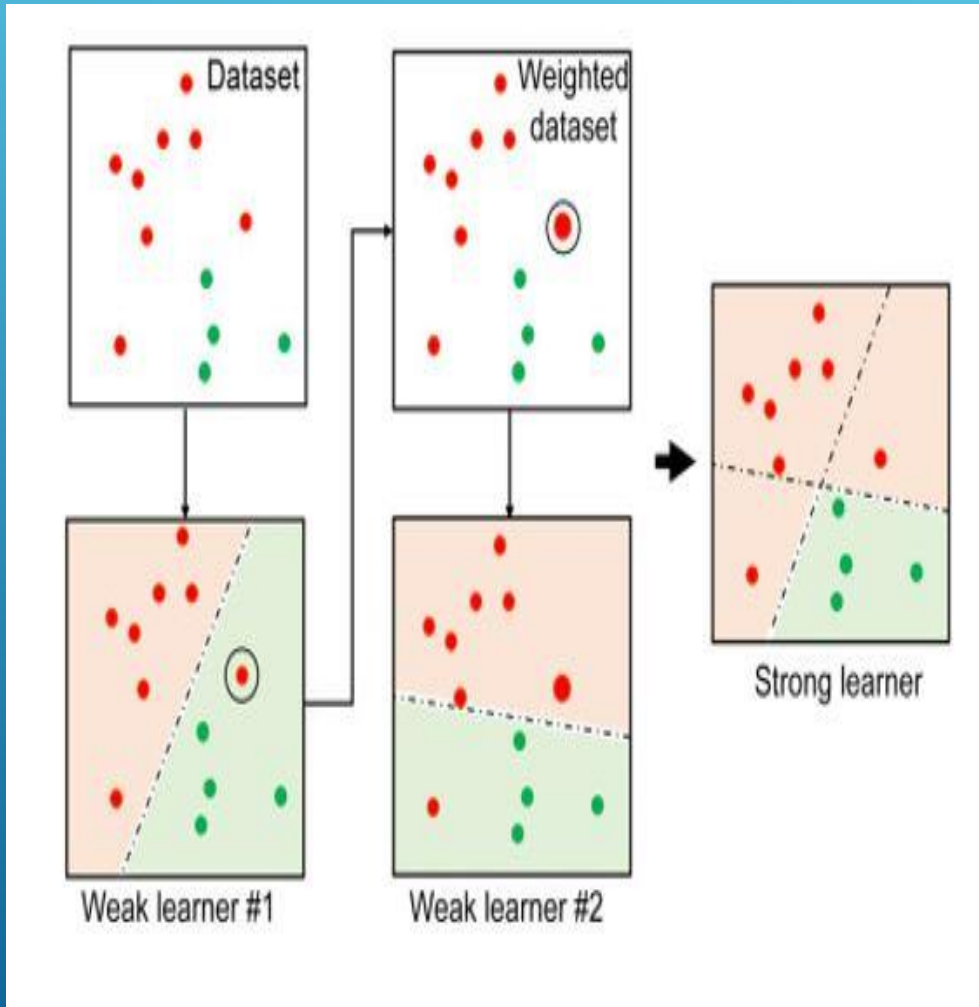 Dataset
Weighted
dataset
Weak learner #1
Weak learner #2
Strong learner